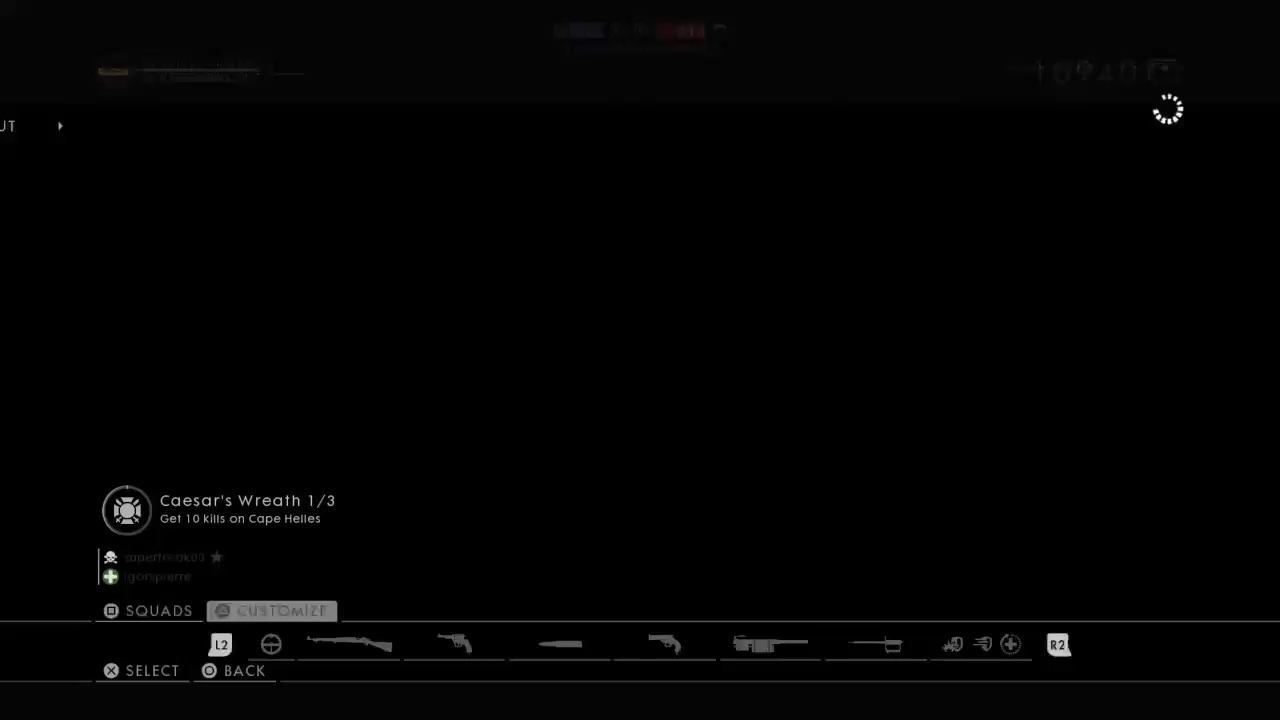 UT
Caesar's Wreath 1/3
Get 10 kills on Cape Helles
SQUADS
CUSTOMIZE
L2
R2
SELECT
BACK